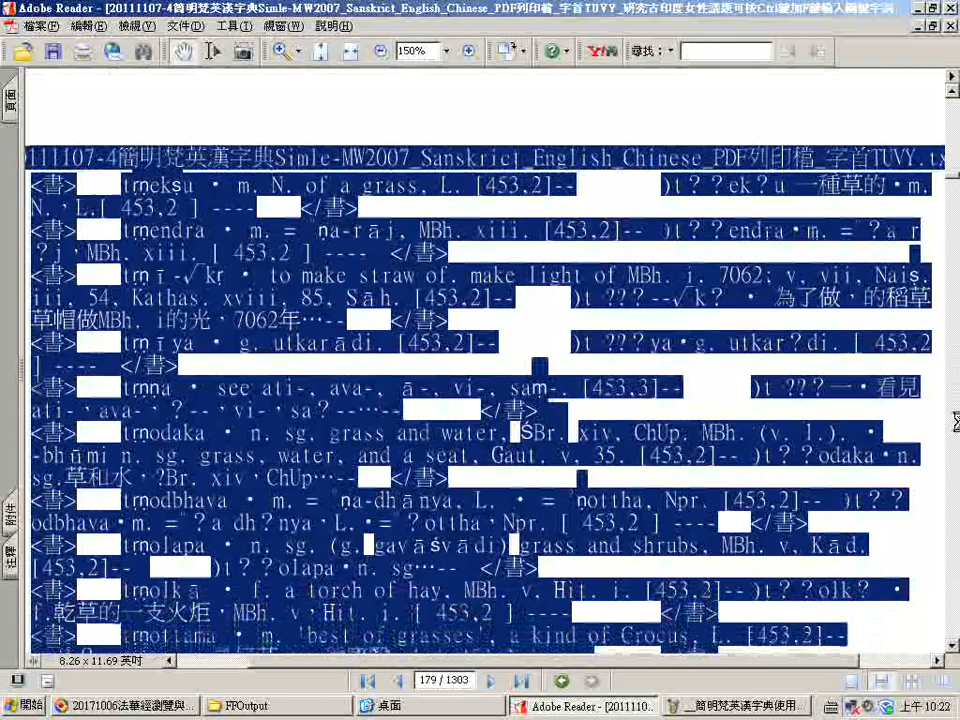 Adobe Reader - [20111107-4簡明梵英漢字典Simle-MW2007_Sanskrict_English_Chinese_PDF列印檔_字首TUVY_研究古印度女性議題可按Ctrl鍵加F鍵輸入關鍵字詞
檔案(F) 編輯(E) 檢視(V) 文件(D) 工具(T) 視窗(W) 說明(H)
150% ? Y! 尋找：
頁面
附件
注釋
)111107-4簡明梵英漢字典Simle-MW2007_Sanskrict_English_Chinese_PDF列印檔_字首TUVY.tx
<書> tṛṇekṣu • m. N. of a grass, L. [453,2]-- )t？？ek？u 一種草的•m.
N.，L.[ 453,2 ] ---- </書>
<書> tṛṇendra • m. = ˚ṇa-rāj, MBh. xiii. [453,2]-- )t？？endra•m. = ˚？a r
？j，MBh. xiii. [ 453,2 ] ---- </書>
<書> tṛṇī-√kṛ • to make straw of, make light of MBh. i, 7062; v, vii, Naiṣ.
iii, 54, Kathas. xviii, 85, Sāh. [453,2]-- )t ???--√k？ • 為了做，的稻草
草帽做MBh. i的光，7062年…-- </書>
<書> tṛṇīya • g. utkarādi. [453,2]-- )t ???ya•g. utkar？di. [ 453,2
] ---- </書>
<書> tṛṇṇa • see ati-, ava-, ā-, vi-, saṃ-. [453,3]-- )t ??？一•看見
ati-，ava-，？--，vi-，sa？--…-- </書>
<書> tṛṇodaka • n. sg. grass and water, ŚBr. xiv, ChUp. MBh. (v. l.). •
-bhūmi n. sg. grass, water, and a seat, Gaut. v, 35. [453,2]-- )t？？odaka•n.
sg.草和水，?Br. xiv，ChUp…-- </書>
<書> tṛṇodbhava • m. = ˚ṇa-dhānya, L. • = ˚ṇottha, Npr. [453,2]-- )t？？
odbhava•m. = ˚？a dh？nya，L.•= ˚？ottha，Npr. [ 453,2 ] ---- </書>
<書> tṛṇolapa • n. sg. (g. gavāśvādi) grass and shrubs, MBh. v, Kād.
[453,2]-- )t？？olapa•n. sg…-- </書>
<書> tṛṇolkā • f. a torch of hay, MBh. v, Hit. i. [453,2]-- )t？？olk？ •
f.乾草的一支火炬，MBh. v，Hit. i. [ 453,2 ] ---- </書>
<書> tṛṇottama • m. 'best of grasses', a kind of Crocus, L. [453,2]--
8.26 x 11.69 英吋
179 / 1303
開始 20171006法華經瀏覽與... FFOutput 桌面 Adobe Reader - [2011110... __簡明梵英漢字典使用... 上午 10:22